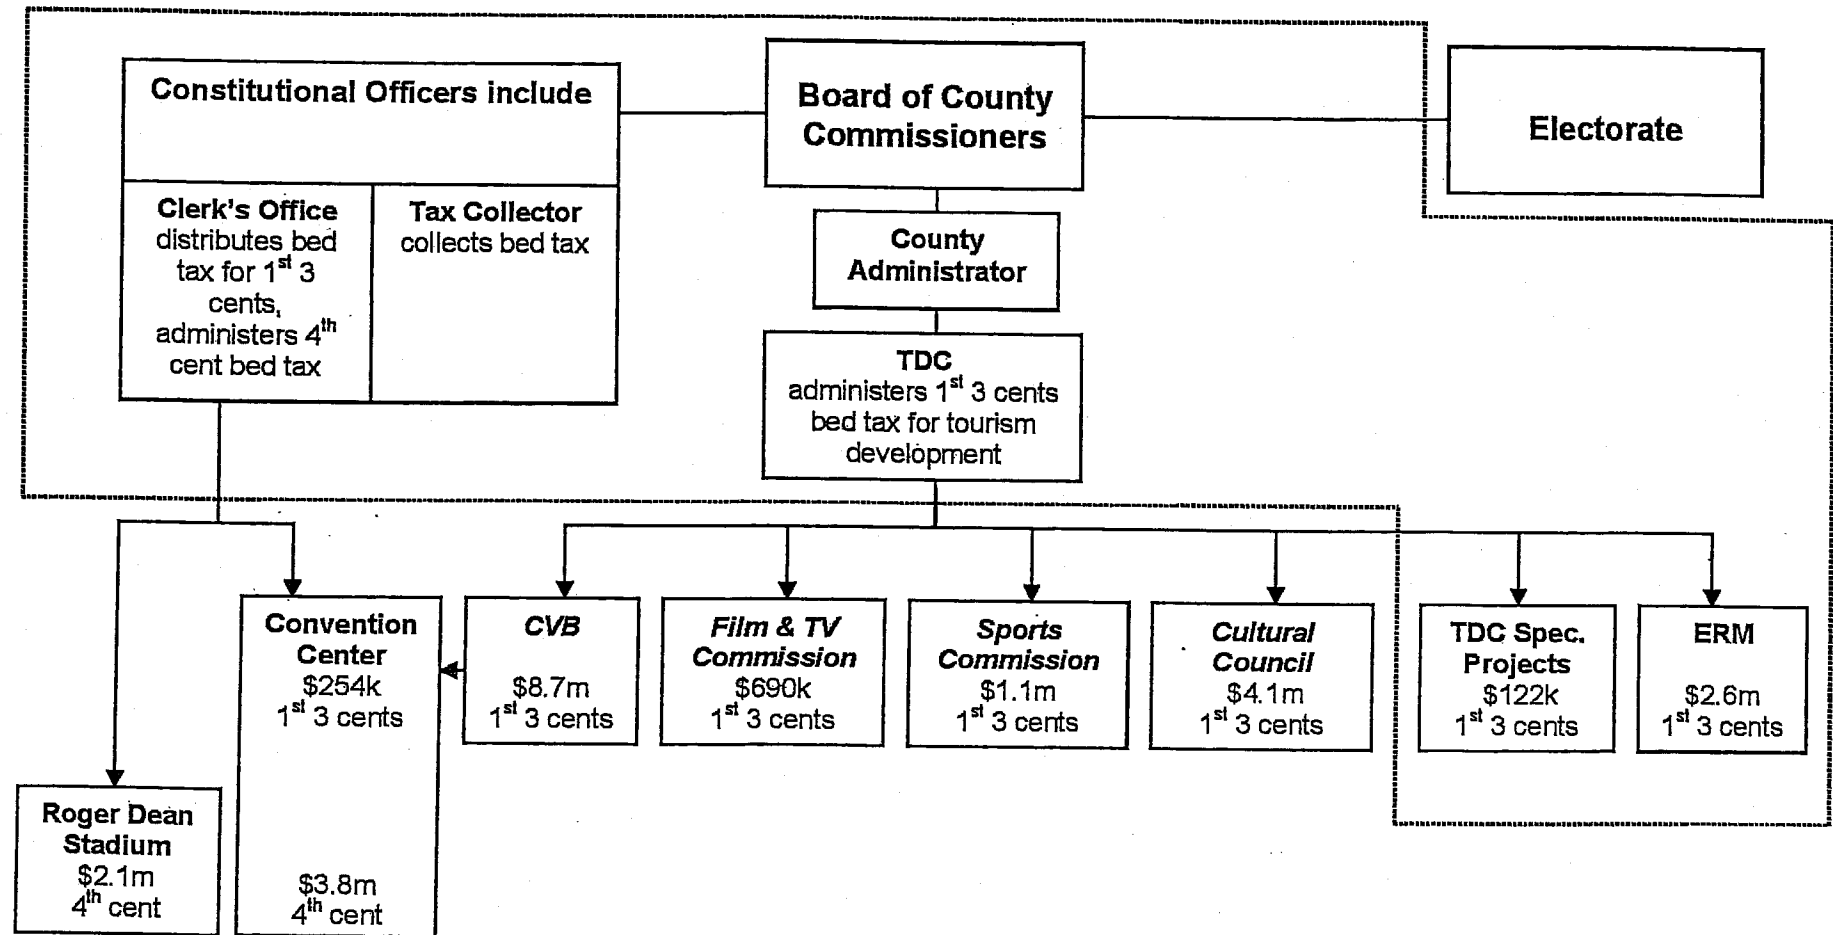 Constitutional Officers include
Board of County
Commissioners
Electorate
Clerk's Office
distributes bed
tax for 1st 3
cents,
administers 4th
cent bed tax
Tax Collector
collects bed tax
County
Administrator
TDC
administers 1st 3 cents
bed tax for tourism
development
Convention
Center
$254k
1st 3 cents
$3.8m
4th cent
CVB
$8.7m
1st 3 cents
Film & TV
Commission
$690k
1st 3 cents
Sports
Commission
$1.1m
1st 3 cents
Cultural
Council
$4.1m
1st 3 cents
TDC Spec.
Projects
$122k
1st 3 cents
ERM
$2.6m
1st 3 cents
Roger Dean
Stadium
$2.1m
4th cent